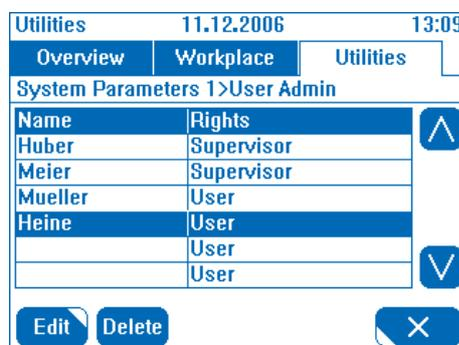 Utilities 11.12.2006 13:09
Overview Workplace Utilities
System Parameters 1>User Admin
Name Rights
Huber Supervisor
Meier Supervisor
Mueller User
Heine User
User
User
Edit Delete